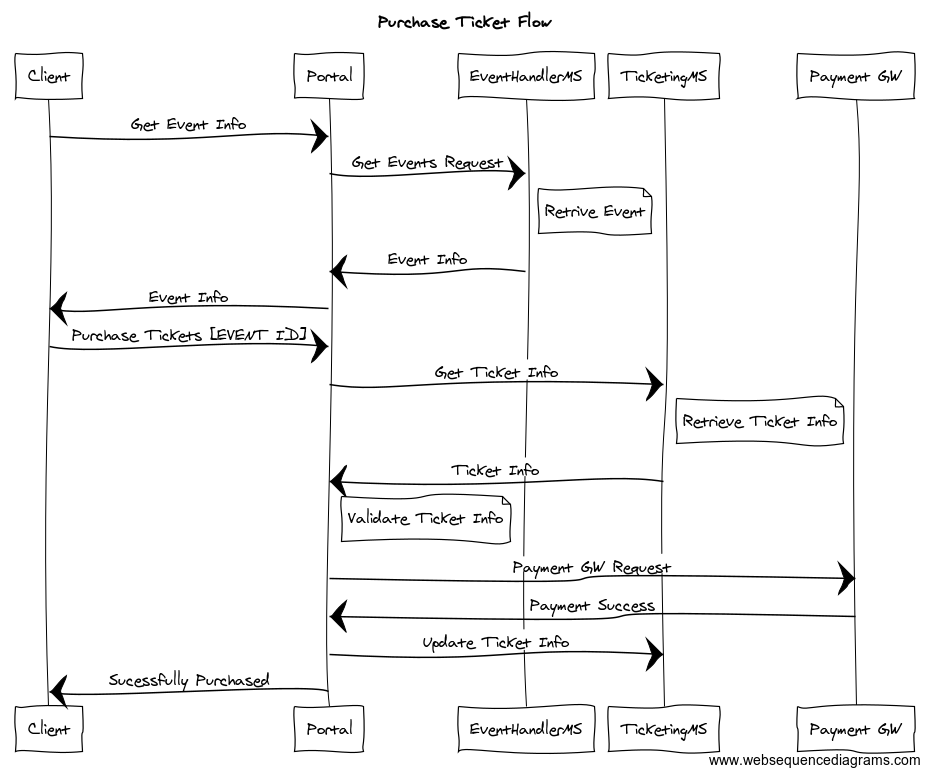 Purchase Ticket Flow
Client
Portal
EventHandlerMS
TicketingMS
Payment GW
Get Event Info
Get Events Request
Retrive Event
Event Info
Event Info
Purchase Tickets [EVENT ID]
Get Ticket Info
Retrieve Ticket Info
Ticket Info
Validate Ticket Info
Payment GW Request
Payment Success
Update Ticket Info
Sucessfully Purchased
Client
Portal
EventHandlerMS
TicketingMS
Payment GW
www.websequencediagrams.com